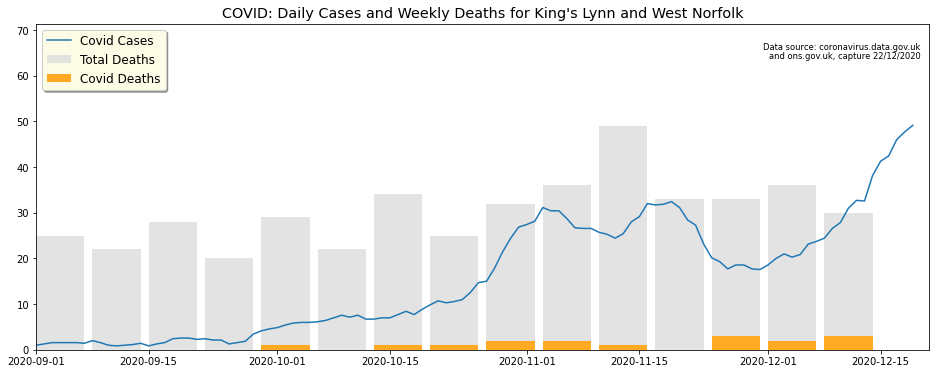 COVID: Daily Cases and Weekly Deaths for King's Lynn and West Norfolk
Covid Cases
Total Deaths
Covid Deaths
Data source: coronavirus.data.gov.uk
and ons.gov.uk, capture 22/12/2020
70
60
50
40
30
20
10
0
2020-09-01
2020-09-15
2020-10-01
2020-10-15
2020-11-01
2020-11-15
2020-12-01
2020-12-15